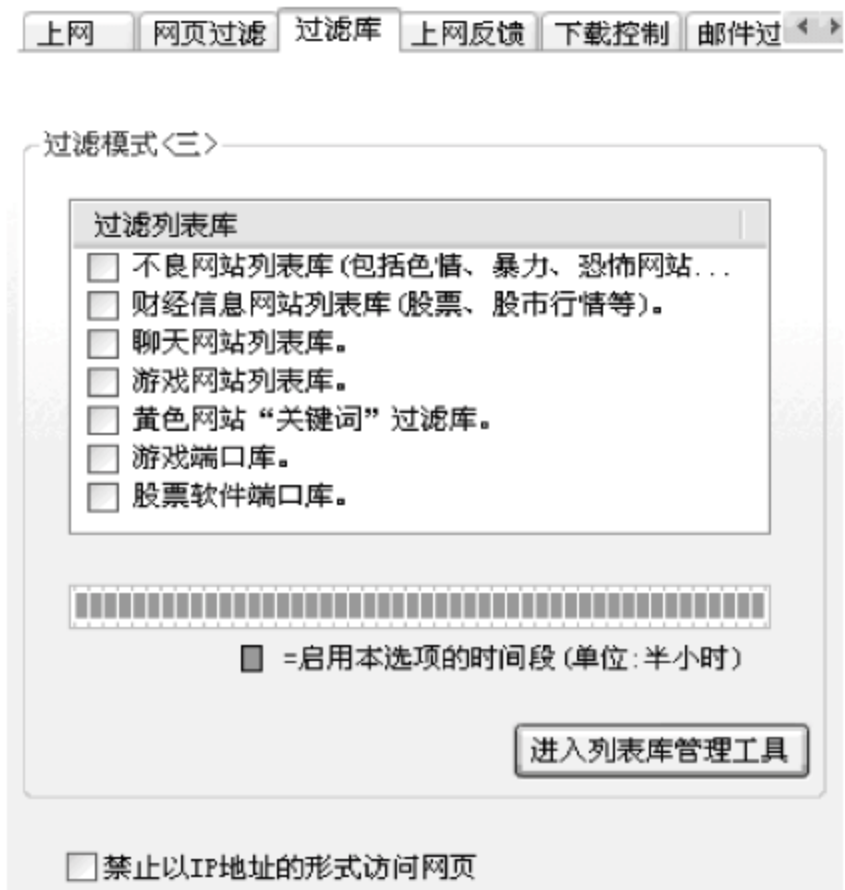 上网 网页过滤 过滤库 上网反馈 下载控制 邮件过
过滤模式<三>
过滤列表库
不良网站列表库(包括色情、暴力、恐怖网站...
财经信息网站列表库(股票、股市行情等)。
聊天网站列表库。
游戏网站列表库。
黄色网站“关键词”过滤库。
游戏端口库。
股票软件端口库。
=启用本选项的时间段(单位:半小时)
进入列表库管理工具
禁止以IP地址的形式访问网页